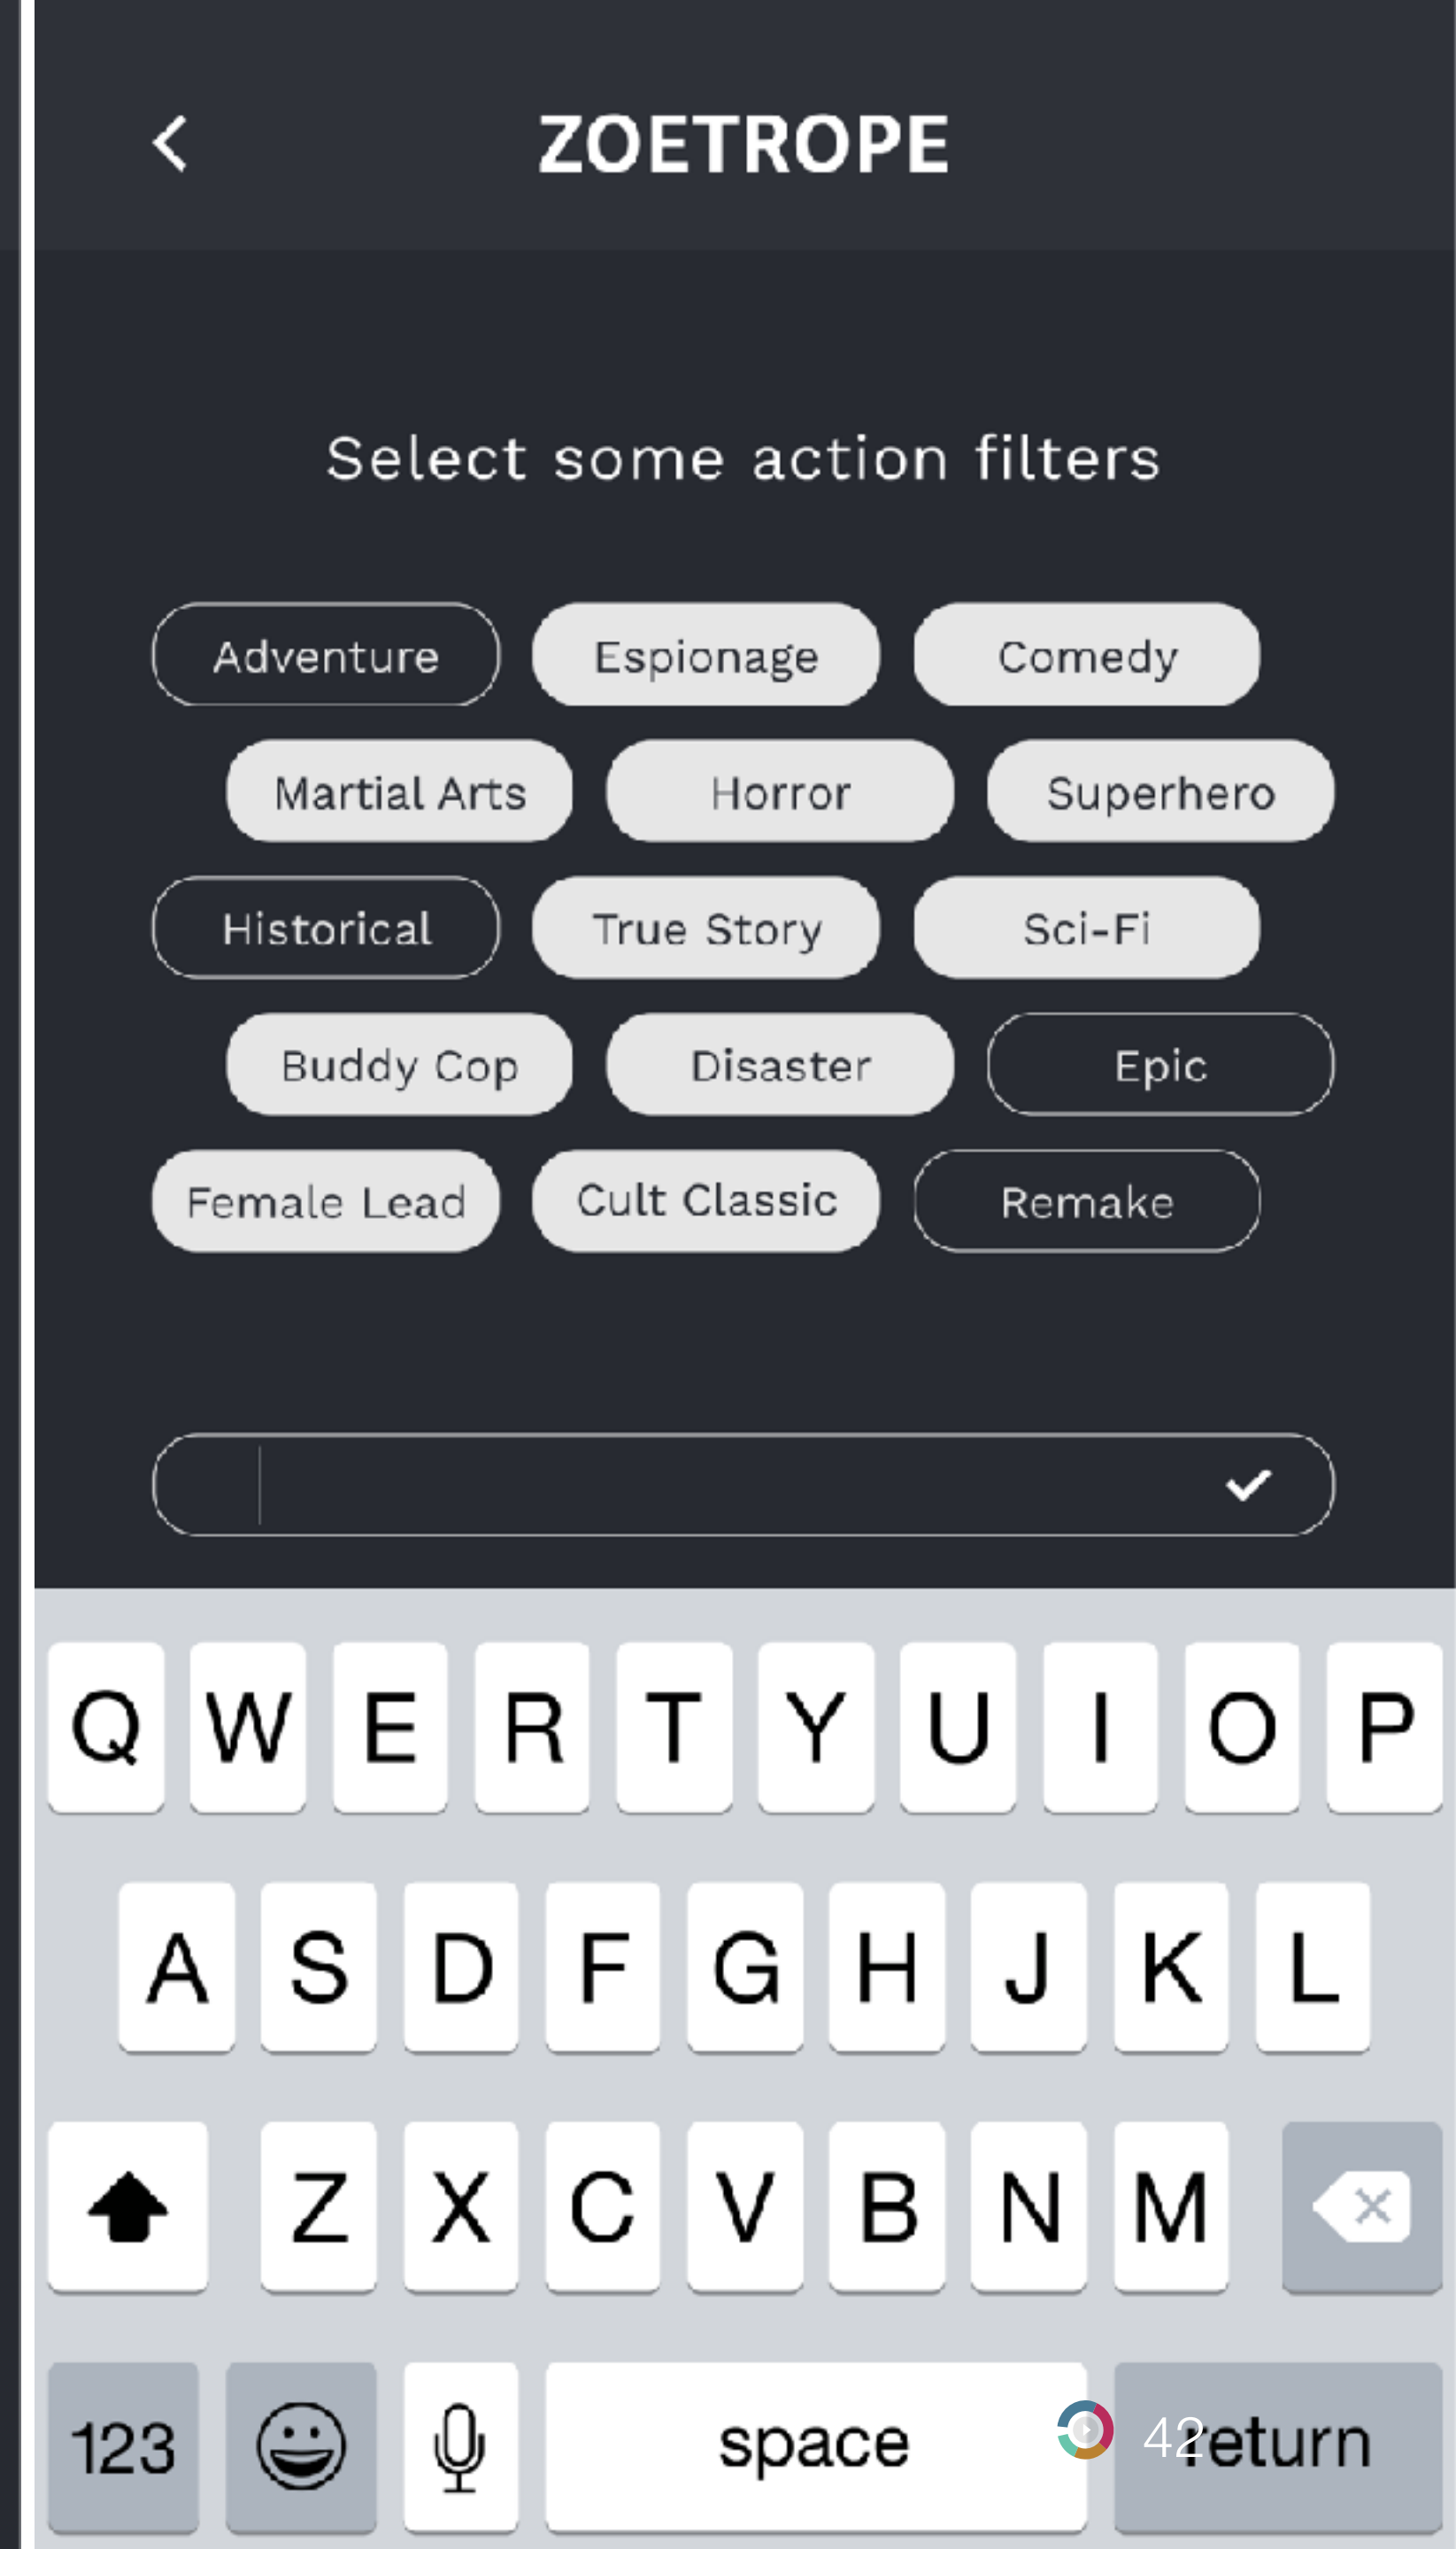 ZOETROPE
Select some action filters
Adventure Espionage Comedy
Martial Arts Horror Superhero
Historical True Story Sci-Fi
Buddy Cop Disaster Epic
Female Lead Cult Classic Remake
Q W E R T Y U I O P
A S D F G H J K L
Z X C V B N M
123 space 42 return